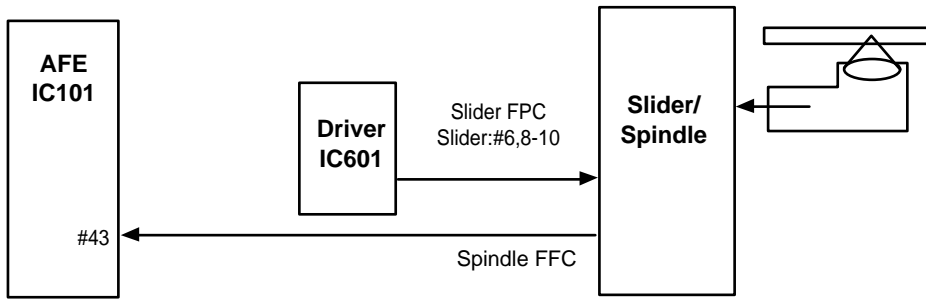 AFE
IC101
Driver
IC601
Slider FPC
Slider:#6,8-10
Slider/
Spindle
#43
Spindle FFC